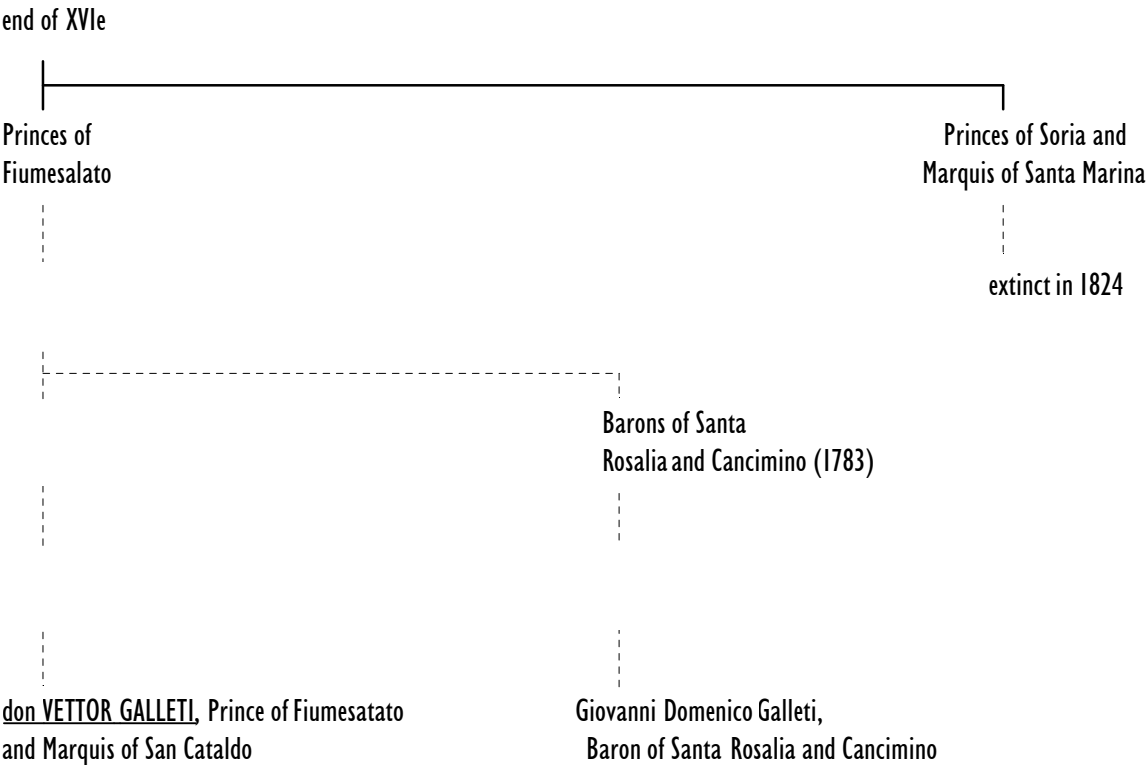 end of XVIe
Princes of
Fiumesalato
Princes of Soria and
Marquis of Santa Marina
extinct in 1824
Barons of Santa
Rosalia and Cancimino (1783)
don VETTOR GALLETI, Prince of Fiumesatato
and Marquis of San Cataldo
Giovanni Domenico Galleti,
Baron of Santa Rosalia and Cancimino